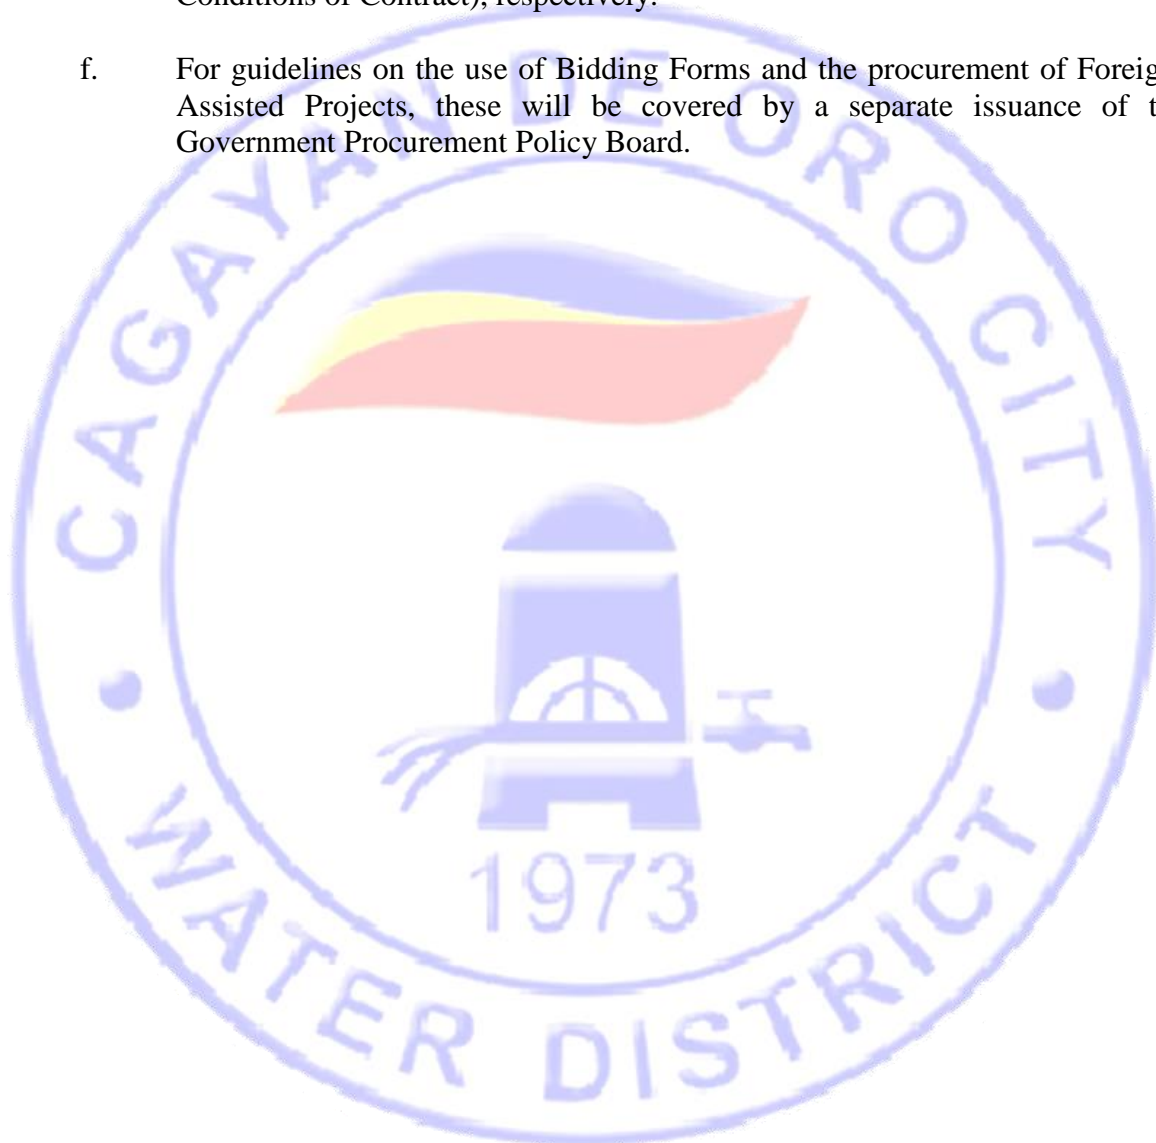 Conditions of Contract), respectively.
f. For guidelines on the use of Bidding Forms and the procurement of Foreig
Assisted Projects, these will be covered by a separate issuance of t
Government Procurement Policy Board.
CAGAYAN DE ORO CITY
1973
WATER DISTRICT